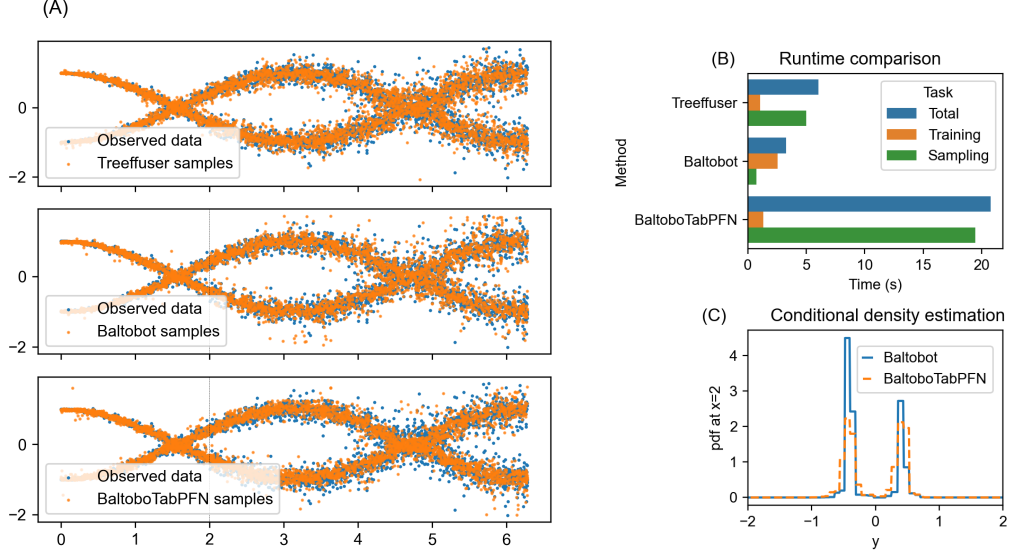 (A)
0
−2
Observed data
Treeffuser samples
0
−2
Observed data
Baltobot samples
0
−2
Observed data
BaltoboTabPFN samples
0 1 2 3 4 5 6
(B) Runtime comparison
Method
Treeffuser
Baltobot
BaltoboTabPFN
Task
Total
Training
Sampling
0 5 10 15 20
Time (s)
(C) Conditional density estimation
pdf at x=2
4
3
2
1
0
Baltobot
BaltoboTabPFN
−2 −1 0 1 2
y